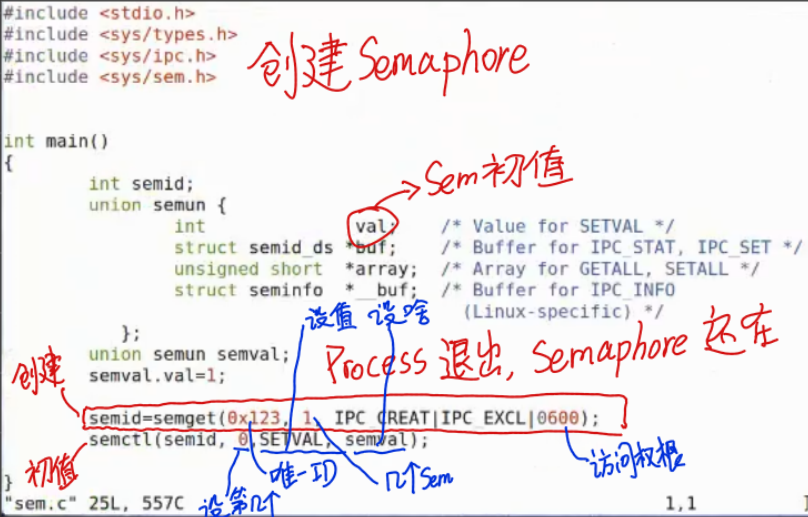 #include <stdio.h>
#include <sys/types.h>
#include <sys/ipc.h>
#include <sys/sem.h>
创建Semaphore
int main()
{
int semid;
Sem初值
union semun {
int val; /* Value for SETVAL */
struct semid_ds *buf; /* Buffer for IPC_STAT, IPC_SET */
unsigned short *array; /* Array for GETALL, SETALL */
struct seminfo *__buf; /* Buffer for IPC_INFO
(Linux-specific) */
设值 设啥
};
union semun semval;
Process 退出, Semaphore 还在
semval.val=1;
创建
semid=semget(0x123, 1, IPC_CREAT|IPC_EXCL|0600);
semctl(semid, 0,SETVAL, semval);
初值
唯一ID
几个Sem
访问权限
设第几个
}
"sem.c" 25L, 557C 1,1